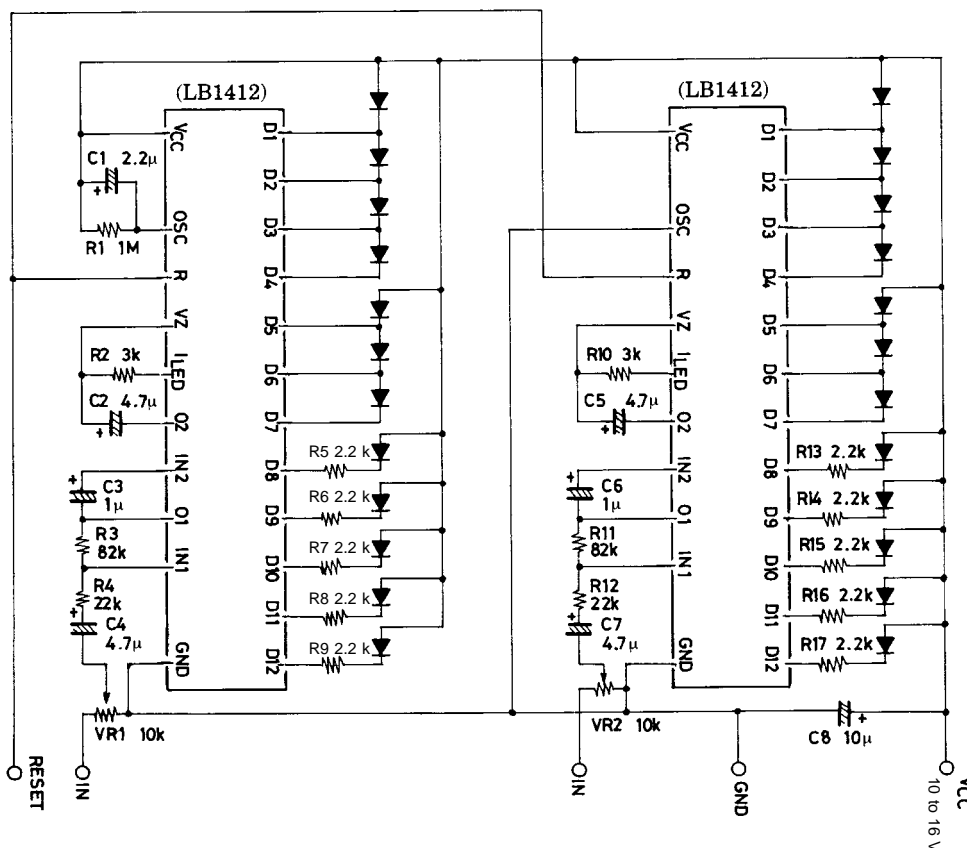 (LB1412)
VCC
OSC
R
VZ
ILED
O2
IN2
O1
IN1
GND
D1
D2
D3
D4
D5
D6
D7
D8
D9
D10
D11
D12
C1 2.2μ
+
R1 1M
R2 3k
C2 4.7μ
+
+
C3
1μ
R3
82k
R4
22k
+
C4
4.7μ
VR1 10k
R5 2.2 k
R6 2.2 k
R7 2.2 k
R8 2.2 k
R9 2.2 k
RESET
IN
(LB1412)
VCC
OSC
R
VZ
ILED
O2
IN2
O1
IN1
GND
D1
D2
D3
D4
D5
D6
D7
D8
D9
D10
D11
D12
R10 3k
C5 4.7μ
+
+
C6
1μ
R11
82k
R12
22k
+
C7
4.7μ
VR2 10k
R13 2.2k
R14 2.2k
R15 2.2k
R16 2.2k
R17 2.2k
C8 10μ
+
IN
GND
VCC
10 to 16 V